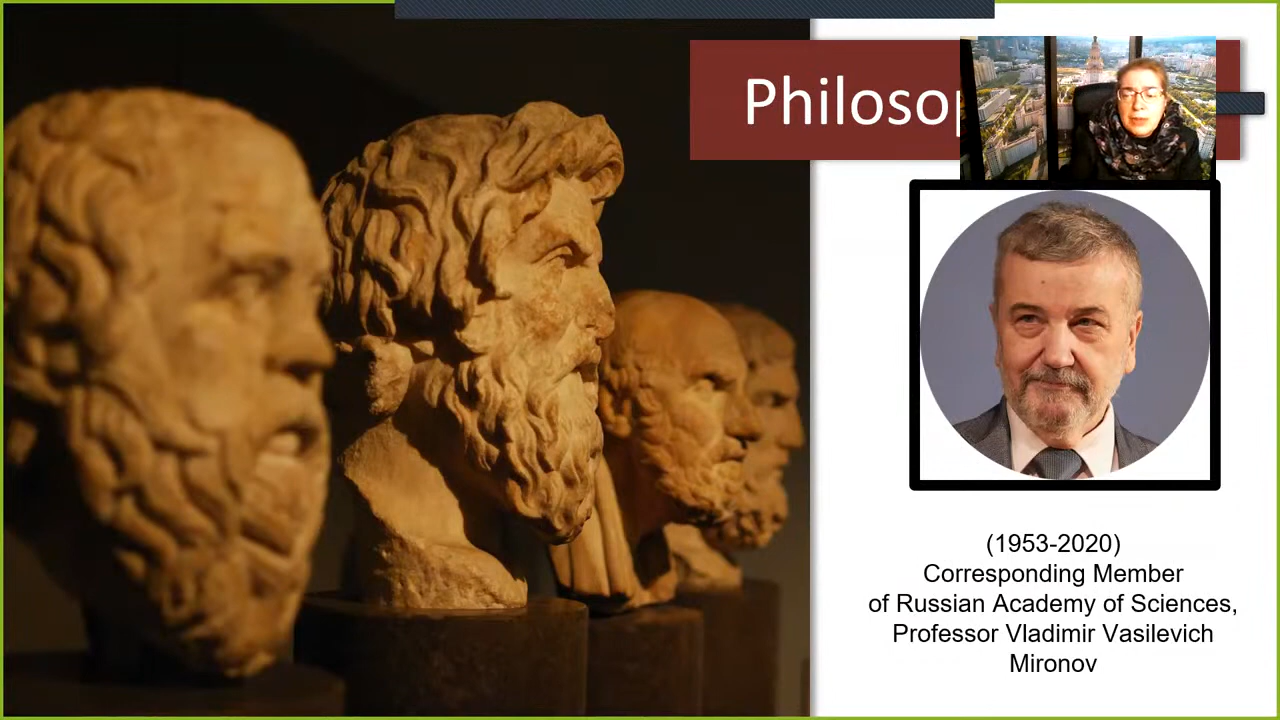 Philosop
(1953-2020)
Corresponding Member
of Russian Academy of Sciences,
Professor Vladimir Vasilevich
Mironov